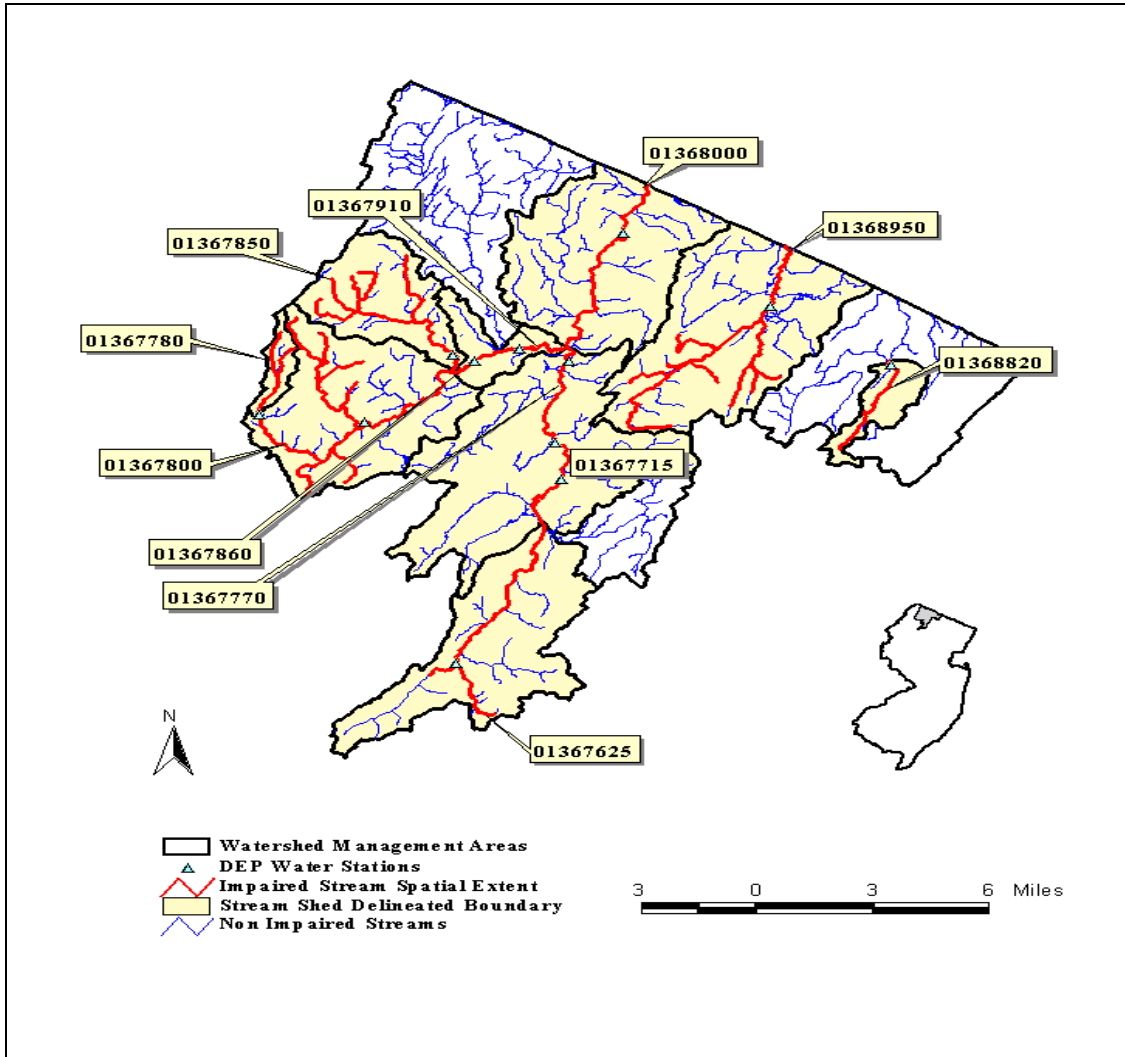 01368000
01367910
01368950
01367850
01367780
01368820
01367800
01367715
01367860
01367770
01367625
N
Watershed Management Areas
DEP Water Stations
Impaired Stream Spatial Extent
Stream Shed Delineated Boundary
Non Impaired Streams
3 0 3 6 Miles